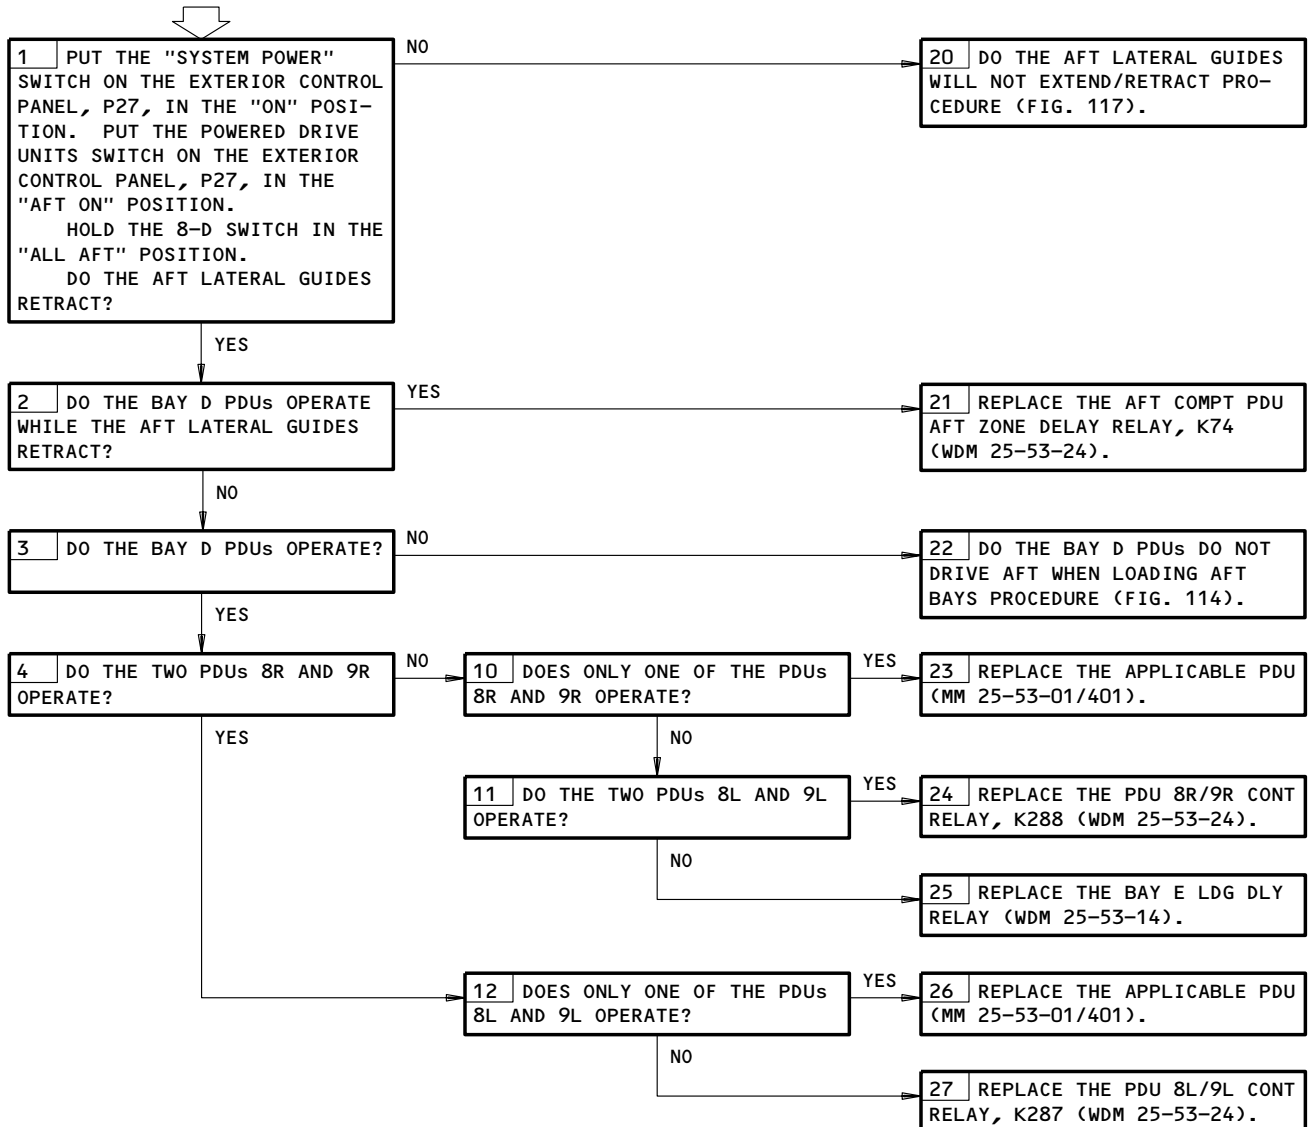 1 PUT THE "SYSTEM POWER"
SWITCH ON THE EXTERIOR CONTROL
PANEL, P27, IN THE "ON" POSI-
TION. PUT THE POWERED DRIVE
UNITS SWITCH ON THE EXTERIOR
CONTROL PANEL, P27, IN THE
"AFT ON" POSITION.
HOLD THE 8-D SWITCH IN THE
"ALL AFT" POSITION.
DO THE AFT LATERAL GUIDES
RETRACT?
NO
20 DO THE AFT LATERAL GUIDES
WILL NOT EXTEND/RETRACT PRO-
CEDURE (FIG. 117).
YES
2 DO THE BAY D PDUs OPERATE
WHILE THE AFT LATERAL GUIDES
RETRACT?
YES
21 REPLACE THE AFT COMPT PDU
AFT ZONE DELAY RELAY, K74
(WDM 25-53-24).
NO
3 DO THE BAY D PDUs OPERATE?
NO
22 DO THE BAY D PDUs DO NOT
DRIVE AFT WHEN LOADING AFT
BAYS PROCEDURE (FIG. 114).
YES
4 DO THE TWO PDUs 8R AND 9R
OPERATE?
NO
10 DOES ONLY ONE OF THE PDUs
8R AND 9R OPERATE?
YES
23 REPLACE THE APPLICABLE PDU
(MM 25-53-01/401).
YES
NO
11 DO THE TWO PDUs 8L AND 9L
OPERATE?
YES
24 REPLACE THE PDU 8R/9R CONT
RELAY, K288 (WDM 25-53-24).
NO
25 REPLACE THE BAY E LDG DLY
RELAY (WDM 25-53-14).
12 DOES ONLY ONE OF THE PDUs
8L AND 9L OPERATE?
YES
26 REPLACE THE APPLICABLE PDU
(MM 25-53-01/401).
NO
27 REPLACE THE PDU 8L/9L CONT
RELAY, K287 (WDM 25-53-24).